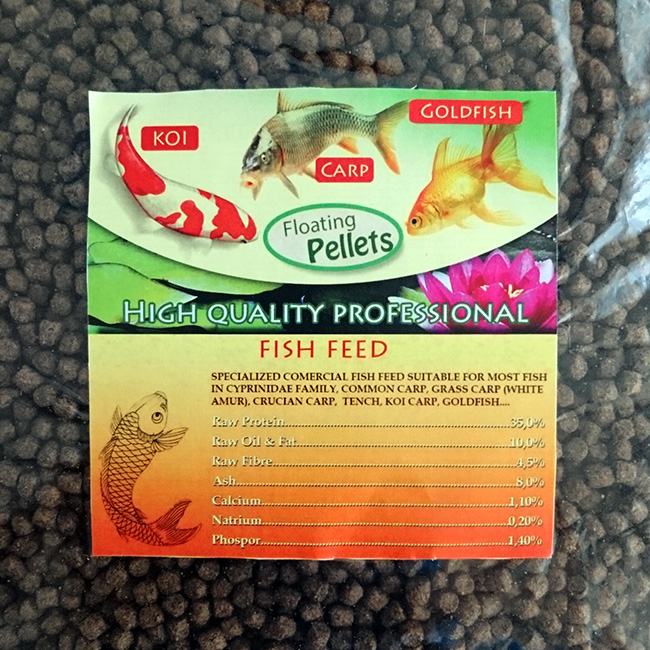 KOI
CARP
GOLDFISH
Floating
Pellets
HIGH QUALITY PROFESSIONAL
FISH FEED
SPECIALIZED COMERCIAL FISH FEED SUITABLE FOR MOST FISH
IN CYPRINIDAE FAMILY, COMMON CARP, GRASS CARP (WHITE
AMUR), CRUCIAN CARP, TENCH, KOI CARP, GOLDFISH....
Raw Protein..........35,0%
Raw Oil & Fat..........10,0%
Raw Fibre..........4,5%
Ash..........8,0%
Calcium..........1,10%
Natrium..........0,20%
Phospor..........1,40%